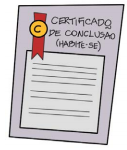 CERTIFICADO
DE CONCLUSÃO
(HABITE-SE)
C